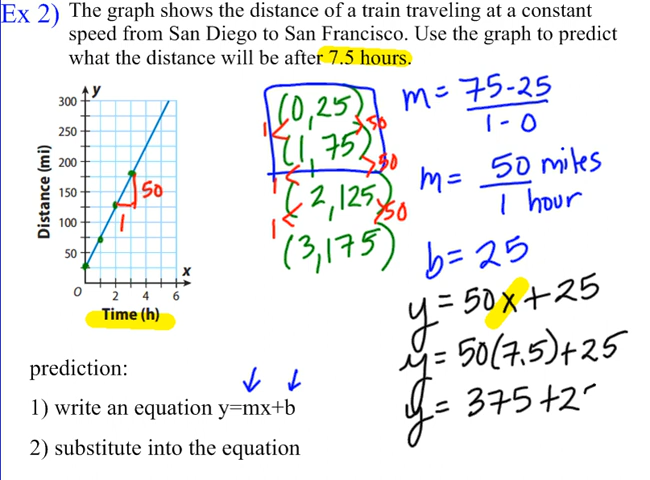 Ex 2) The graph shows the distance of a train traveling at a constant
speed from San Diego to San Francisco. Use the graph to predict
what the distance will be after 7.5 hours.
y
300
250
200
150
100
50
Distance (mi)
0
2
4
6
x
Time (h)
50
1
(0,25)
(1,75)
(2,125)
(3,175)
1
50
1
50
1
50
m= 75-25
1-0
m= 50 miles
1 hour
b=25
y=50x+25
y=50(7.5)+25
y=375+2
prediction:
1) write an equation y=mx+b
2) substitute into the equation